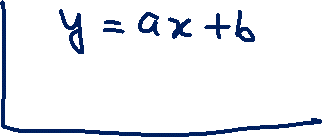 y = ax + b